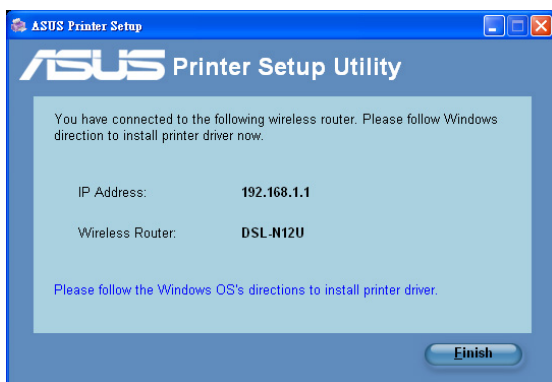 ASUS Printer Setup
ASUS Printer Setup Utility
You have connected to the following wireless router. Please follow Windows
direction to install printer driver now.
IP Address: 192.168.1.1
Wireless Router: DSL-N12U
Please follow the Windows OS's directions to install printer driver.
Finish